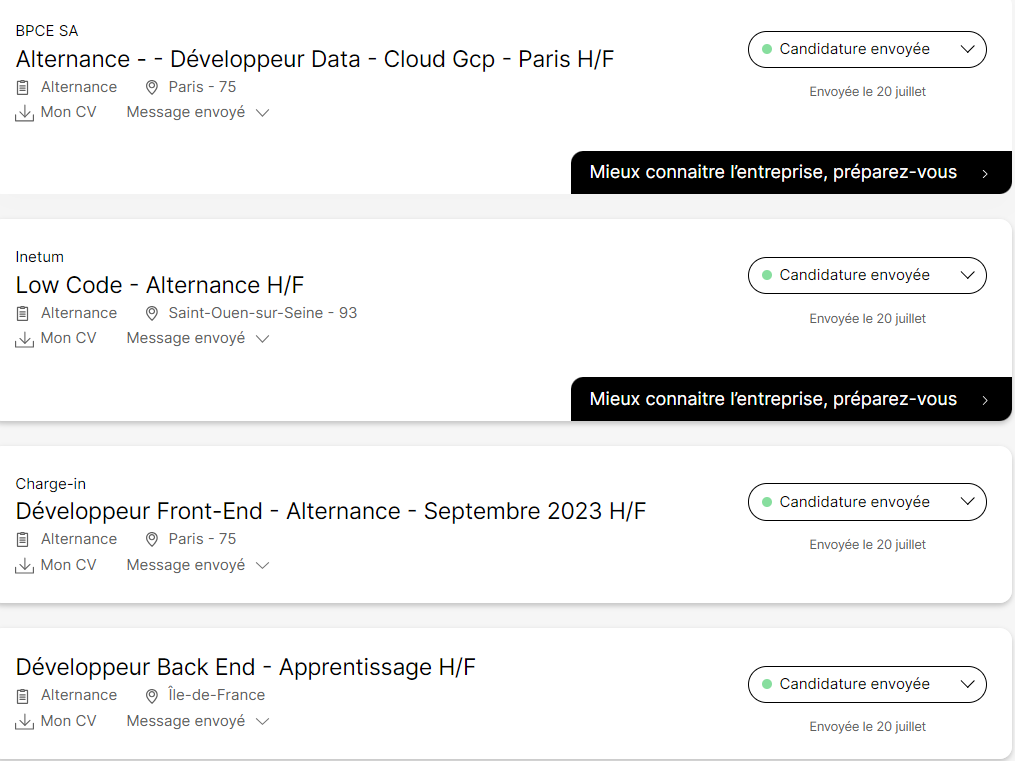 BPCE SA
Alternance - - Développeur Data - Cloud Gcp - Paris H/F
Candidature envoyée
Alternance Paris - 75
Envoyée le 20 juillet
Mon CV Message envoyé
Mieux connaitre l’entreprise, préparez-vous
Inetum
Low Code - Alternance H/F
Candidature envoyée
Alternance Saint-Ouen-sur-Seine - 93
Envoyée le 20 juillet
Mon CV Message envoyé
Mieux connaitre l’entreprise, préparez-vous
Charge-in
Développeur Front-End - Alternance - Septembre 2023 H/F
Candidature envoyée
Alternance Paris - 75
Envoyée le 20 juillet
Mon CV Message envoyé
Développeur Back End - Apprentissage H/F
Candidature envoyée
Alternance Île-de-France
Envoyée le 20 juillet
Mon CV Message envoyé